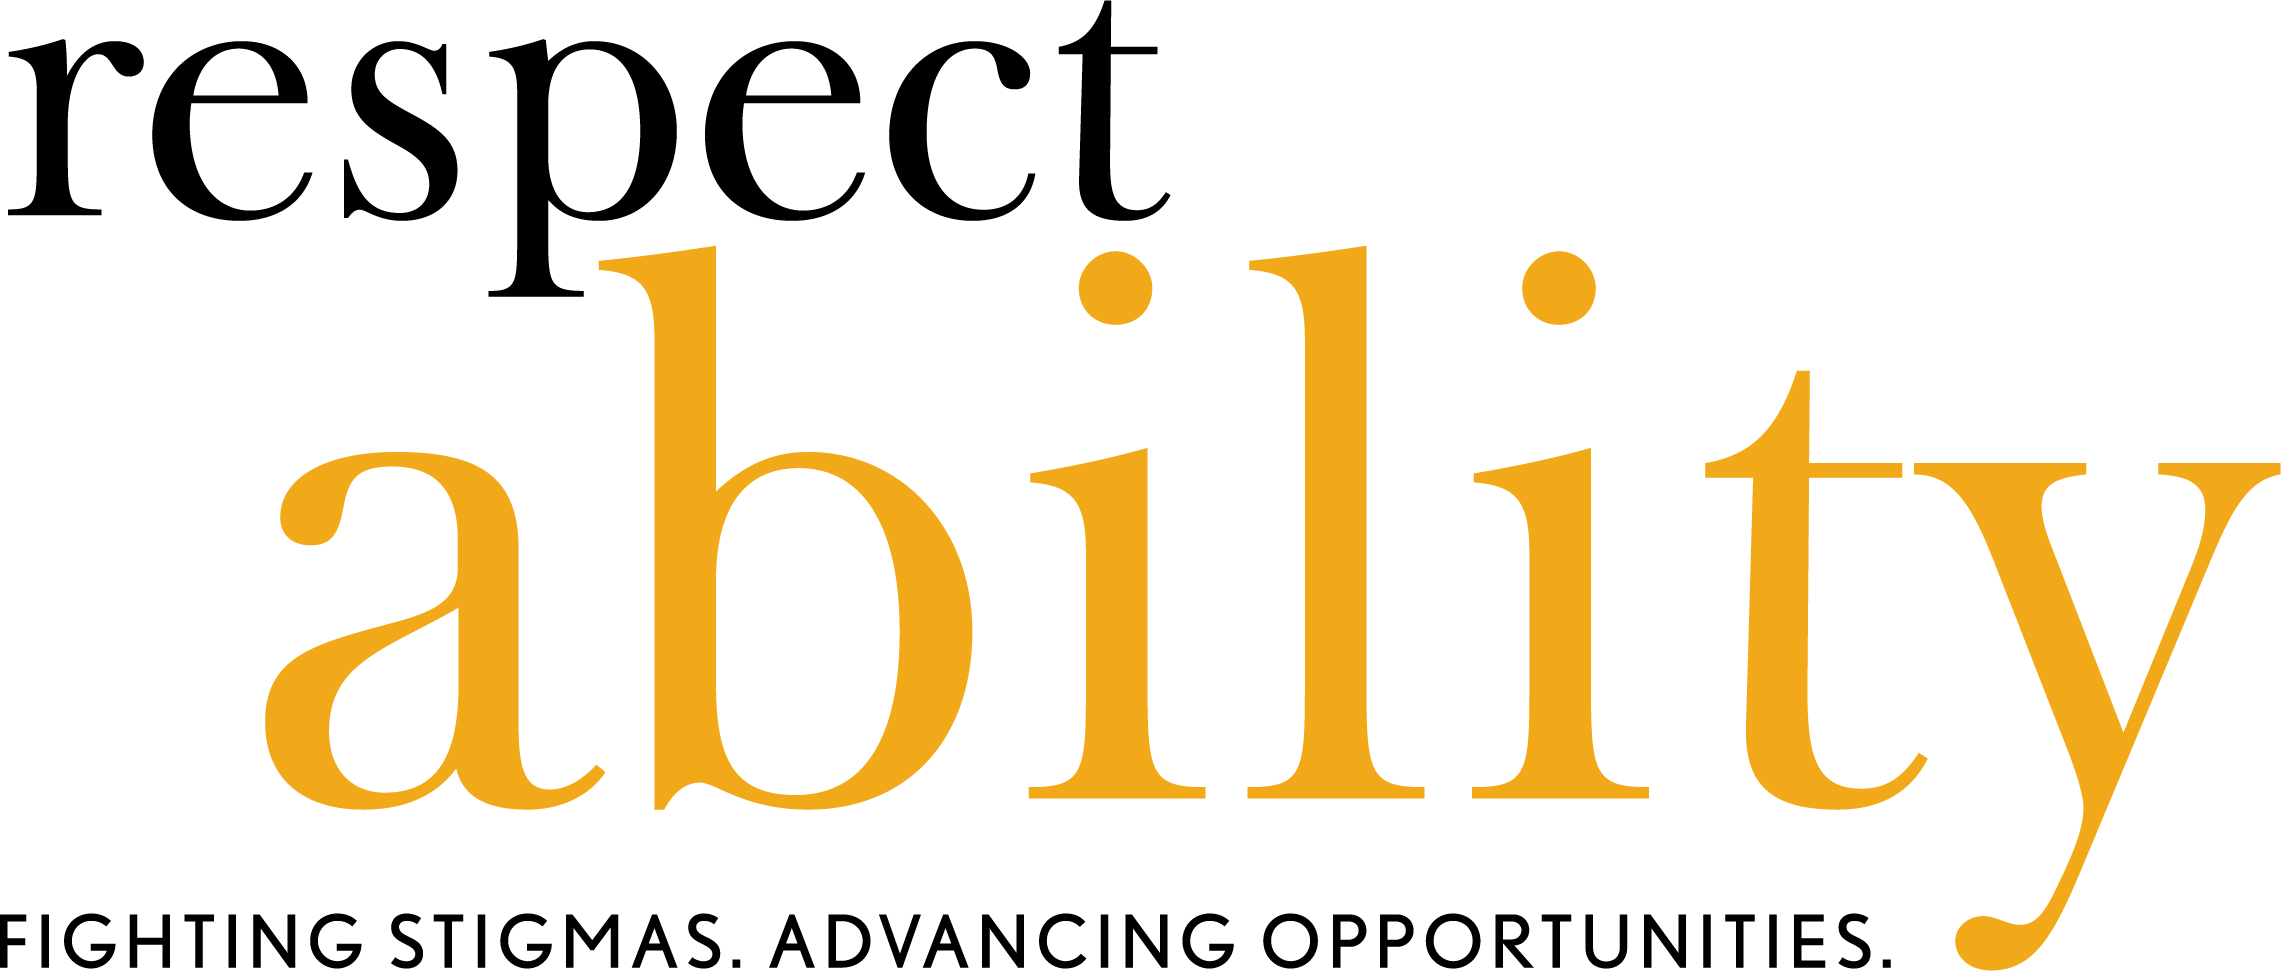 respect
ability
FIGHTING STIGMAS. ADVANCING OPPORTUNITIES.